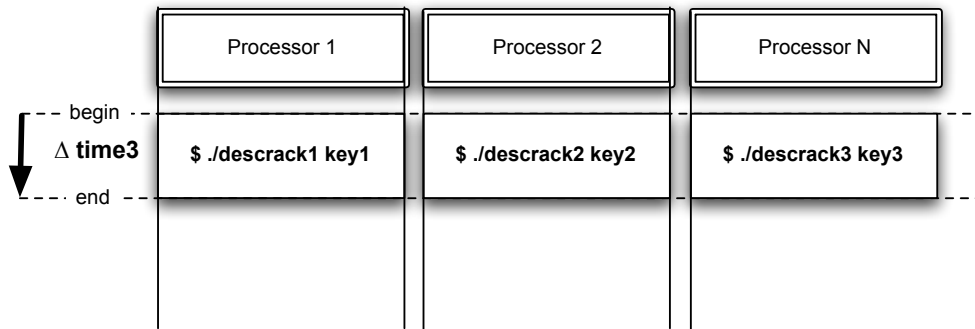 Processor 1
Processor 2
Processor N
begin
Δ time3
$ ./descrack1 key1
$ ./descrack2 key2
$ ./descrack3 key3
end